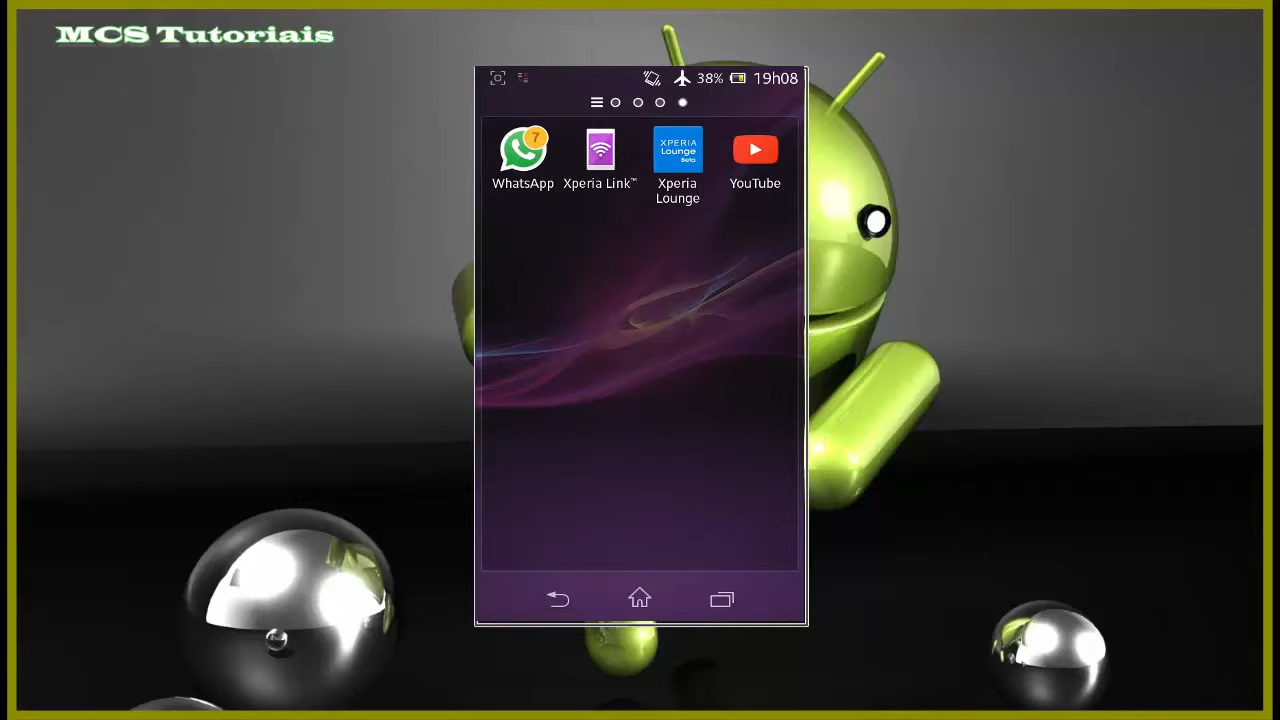 MCS Tutoriais
38% 19h08
7
WhatsApp
Xperia Link™
XPERIA
Lounge
Beta
Xperia
Lounge
YouTube